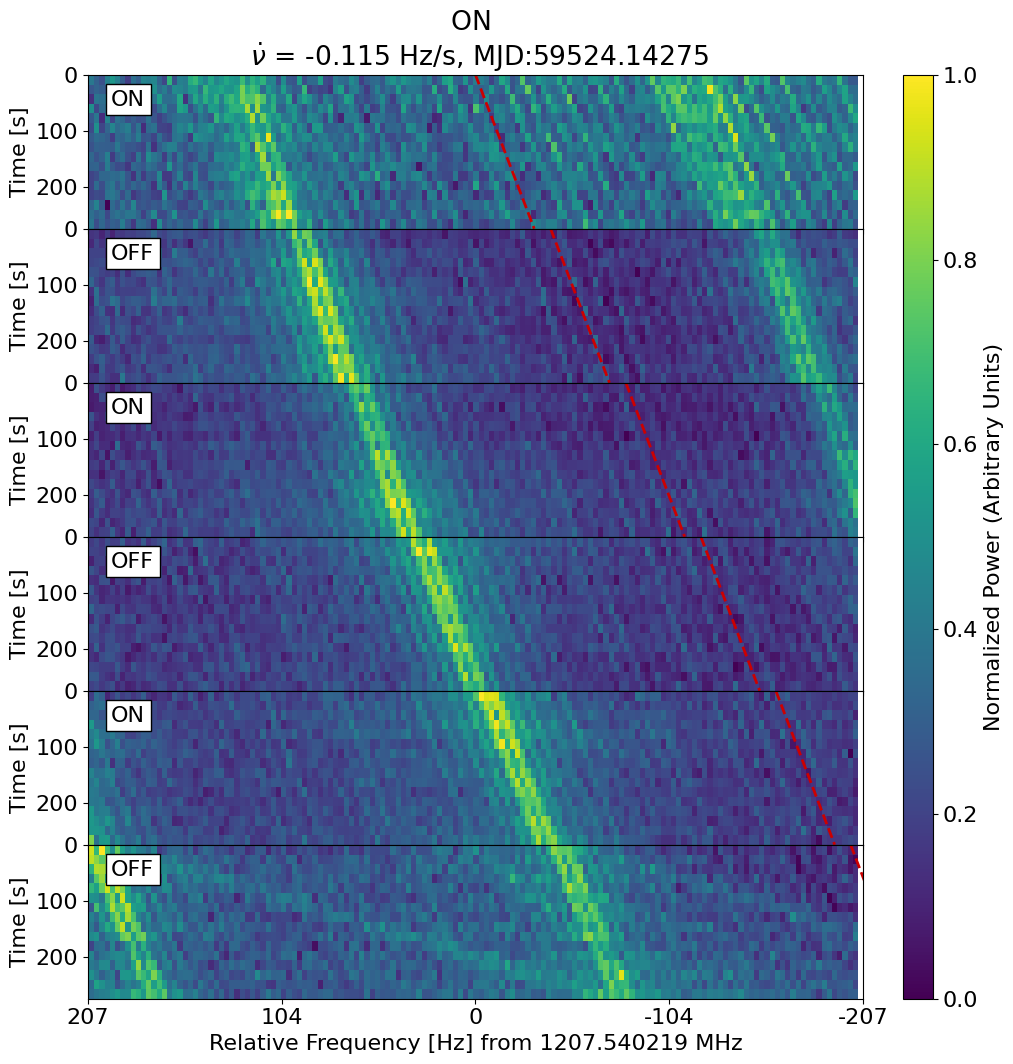 ON
ν̇ = -0.115 Hz/s, MJD:59524.14275
0
ON
100
Time [s]
200
0
OFF
100
Time [s]
200
0
ON
100
Time [s]
200
0
OFF
100
Time [s]
200
0
ON
100
Time [s]
200
0
OFF
100
Time [s]
200
207 104 0 -104 -207
Relative Frequency [Hz] from 1207.540219 MHz
1.0
0.8
0.6
0.4
0.2
0.0
Normalized Power (Arbitrary Units)